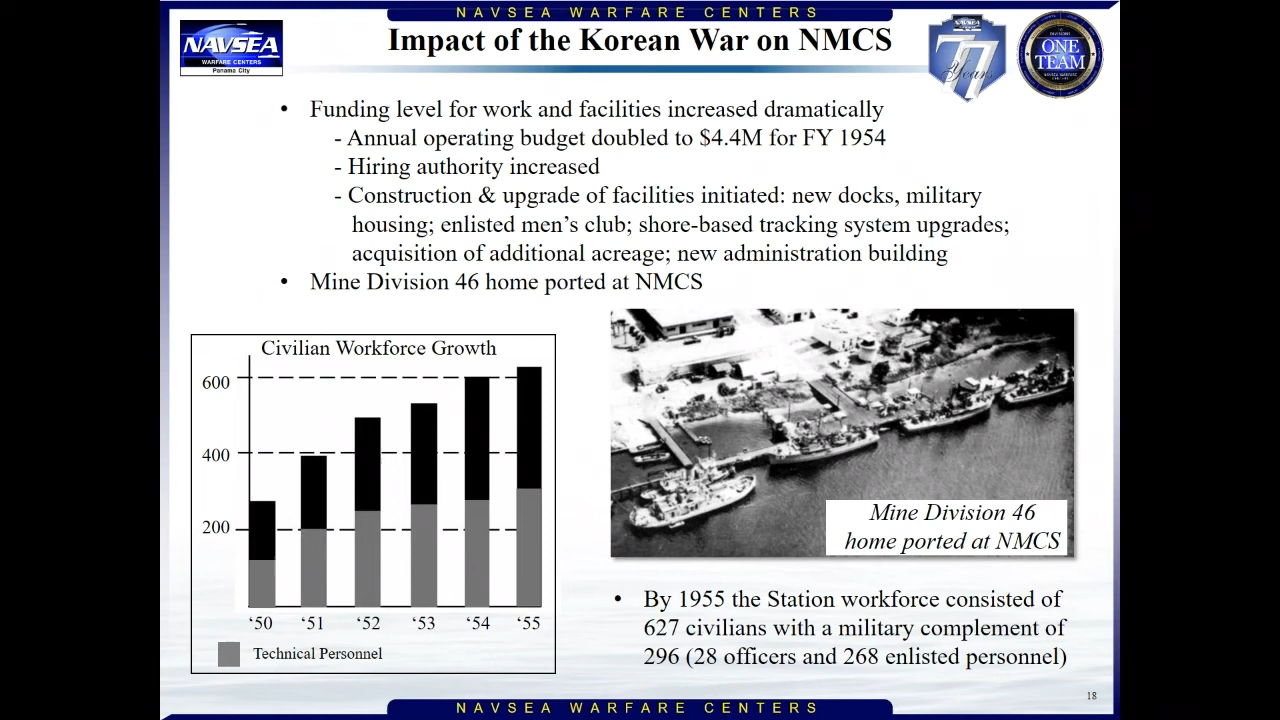 NAVSEA WARFARE CENTERS
Impact of the Korean War on NMCS
NAVSEA
WARFARE CENTERS
Panama City
NAVSEA
77
Years
ONE
TEAM
• Funding level for work and facilities increased dramatically
- Annual operating budget doubled to $4.4M for FY 1954
- Hiring authority increased
- Construction & upgrade of facilities initiated: new docks, military
housing; enlisted men’s club; shore-based tracking system upgrades;
acquisition of additional acreage; new administration building
• Mine Division 46 home ported at NMCS
Civilian Workforce Growth
600
400
200
‘50 ‘51 ‘52 ‘53 ‘54 ‘55
Technical Personnel
Mine Division 46
home ported at NMCS
• By 1955 the Station workforce consisted of
627 civilians with a military complement of
296 (28 officers and 268 enlisted personnel)
18
NAVSEA WARFARE CENTERS